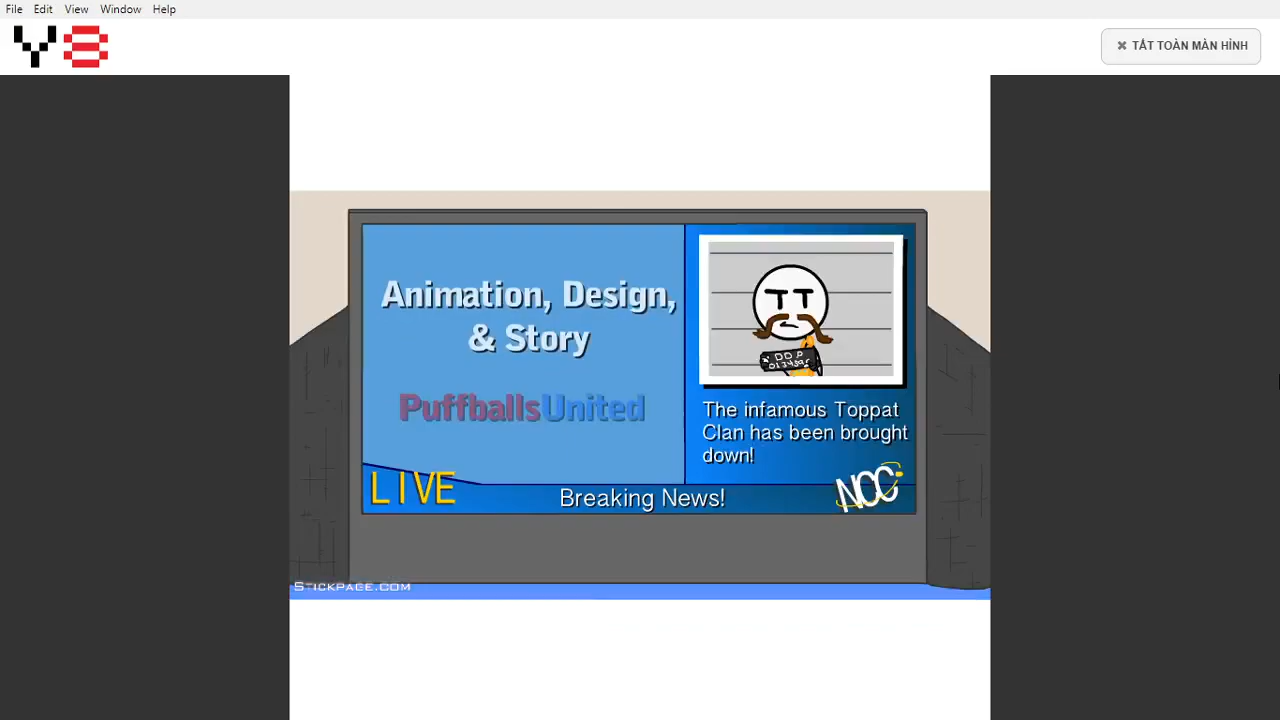 File Edit View Window Help
Y8
✖ TẮT TOÀN MÀN HÌNH
Animation, Design,
& Story
PuffballsUnited
The infamous Toppat
Clan has been brought
down!
LIVE
Breaking News!
NCC
STICKPAGE.COM